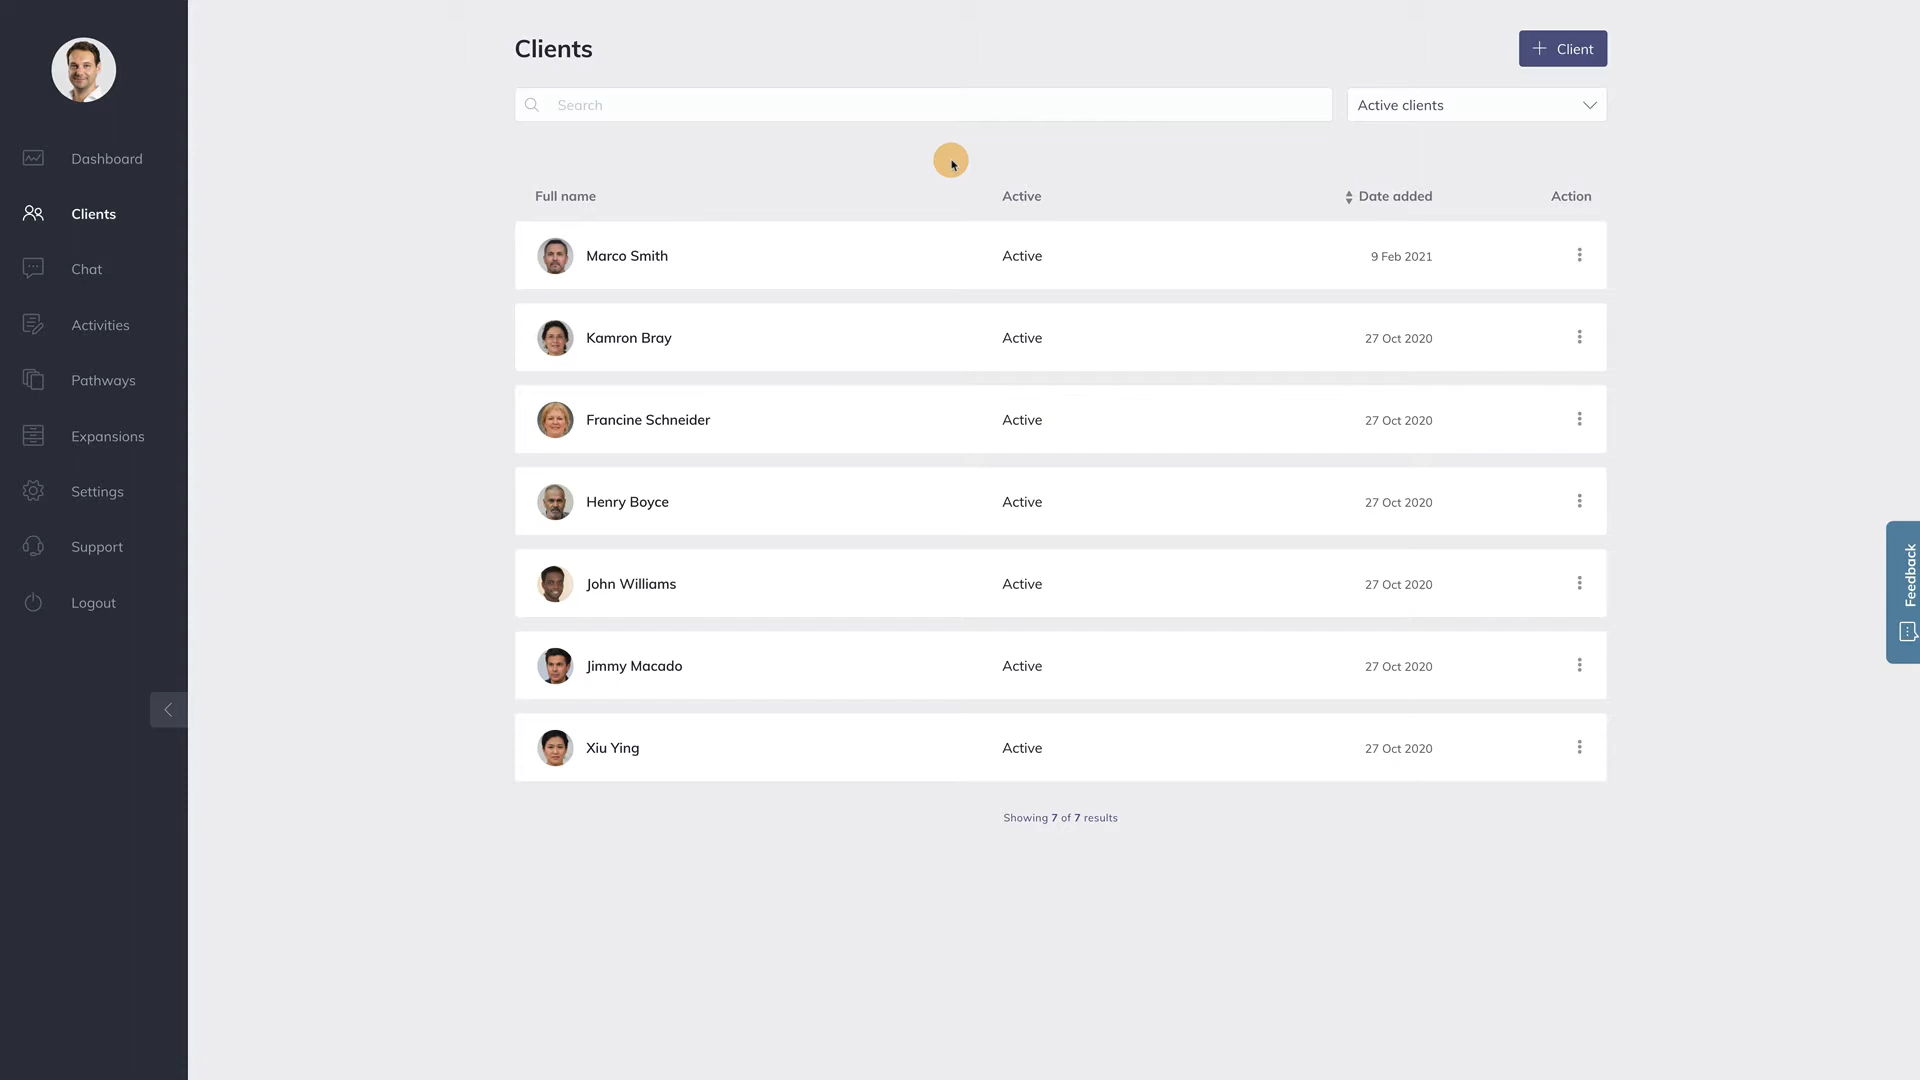 Dashboard
Clients
Chat
Activities
Pathways
Expansions
Settings
Support
Logout
Clients
Client
Search
Active clients
Full name Active Date added Action
Marco Smith Active 9 Feb 2021
Kamron Bray Active 27 Oct 2020
Francine Schneider Active 27 Oct 2020
Henry Boyce Active 27 Oct 2020
John Williams Active 27 Oct 2020
Jimmy Macado Active 27 Oct 2020
Xiu Ying Active 27 Oct 2020
Showing 7 of 7 results
Feedback